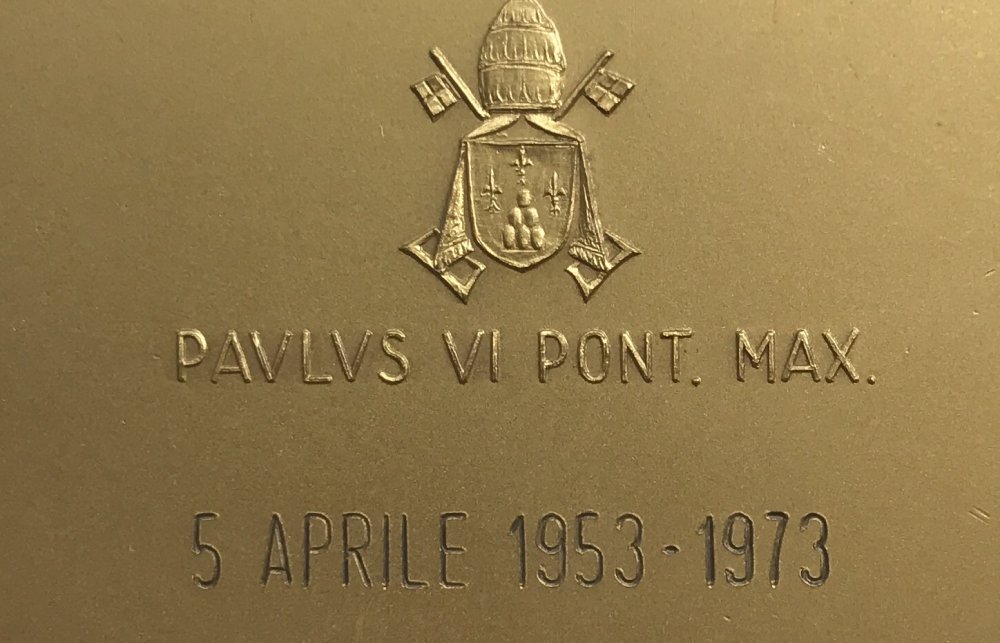 PAVLVS VI PONT. MAX.
5 APRILE 1953-1973